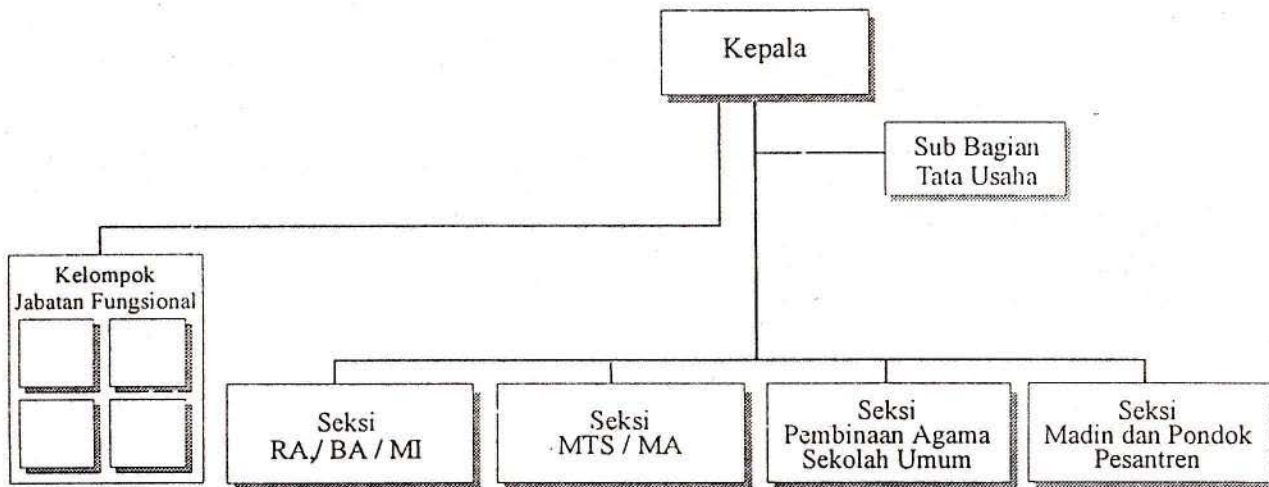 Kepala
Sub Bagian
Tata Usaha
Kelompok
Jabatan Fungsional
Seksi
RA,/ BA / MI
Seksi
MTS / MA
Seksi
Pembinaan Agama
Sekolah Umum
Seksi
Madin dan Pondok
Pesantren